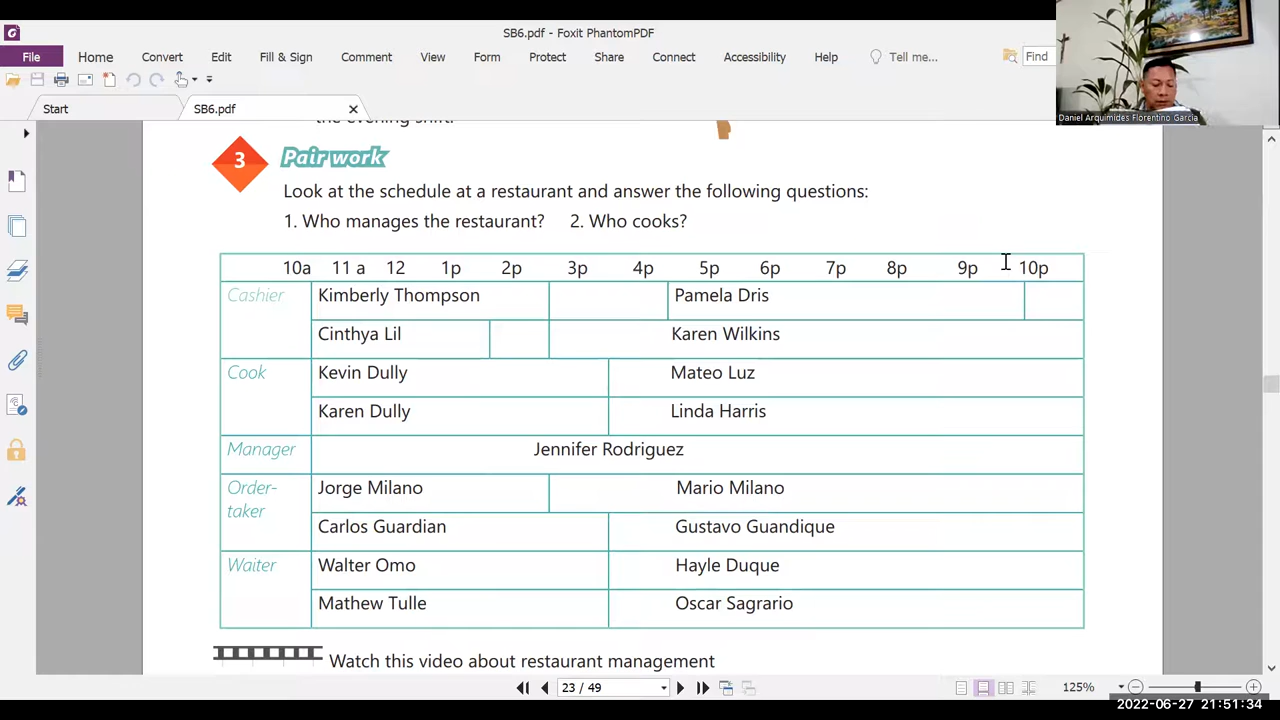 SB6.pdf - Foxit PhantomPDF
File Home Convert Edit Fill & Sign Comment View Form Protect Share Connect Accessibility Help Tell me... Find
Daniel Arquimides Florentino Garcia
Start SB6.pdf
the evening shift.
3 Pair work
Look at the schedule at a restaurant and answer the following questions:
1. Who manages the restaurant? 2. Who cooks?
10a 11 a 12 1p 2p 3p 4p 5p 6p 7p 8p 9p 10p
Cashier Kimberly Thompson Pamela Dris
Cinthya Lil Karen Wilkins
Cook Kevin Dully Mateo Luz
Karen Dully Linda Harris
Manager Jennifer Rodriguez
Order-
taker
Jorge Milano Mario Milano
Carlos Guardian Gustavo Guandique
Waiter Walter Omo Hayle Duque
Mathew Tulle Oscar Sagrario
Watch this video about restaurant management
23 / 49 125%
2022-06-27 21:51:34